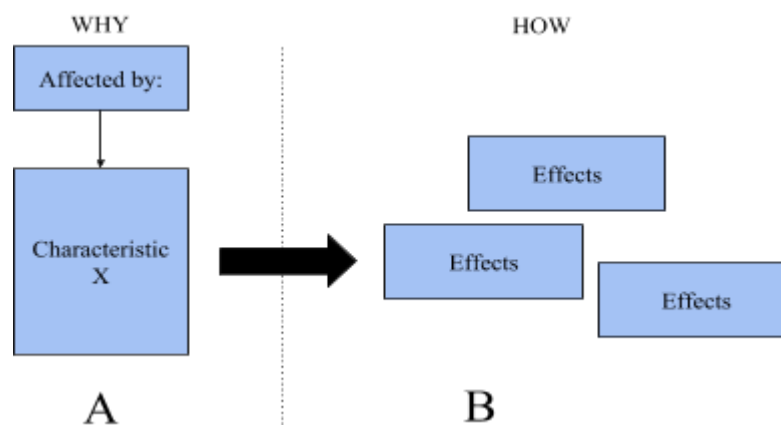 WHY
HOW
Affected by:
Effects
Characteristic
X
Effects
Effects
A
B